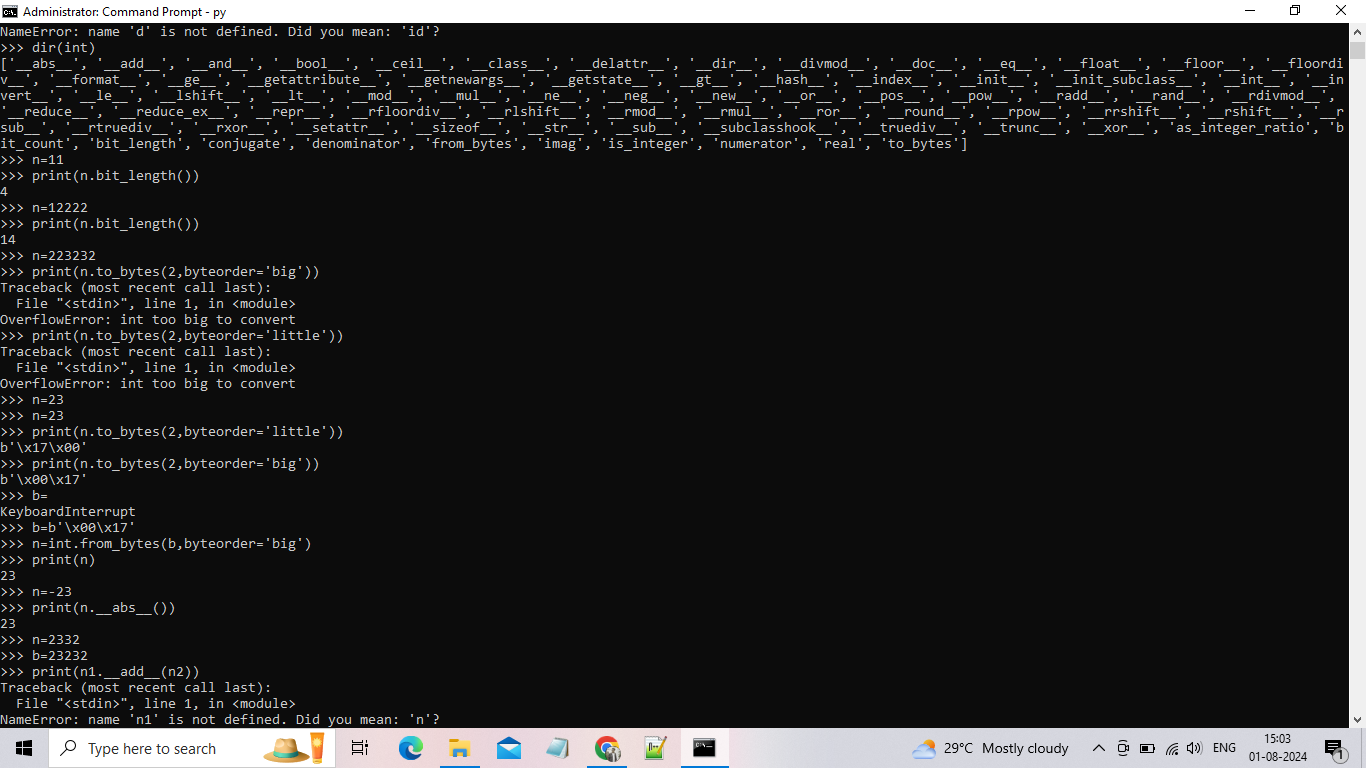 Administrator: Command Prompt - py
NameError: name 'd' is not defined. Did you mean: 'id'?
>>> dir(int)
['__abs__', '__add__', '__and__', '__bool__', '__ceil__', '__class__', '__delattr__', '__dir__', '__divmod__', '__doc__', '__eq__', '__float__', '__floor__', '__floordi
v__', '__format__', '__ge__', '__getattribute__', '__getnewargs__', '__getstate__', '__gt__', '__hash__', '__index__', '__init__', '__init_subclass__', '__int__', '__in
vert__', '__le__', '__lshift__', '__lt__', '__mod__', '__mul__', '__ne__', '__neg__', '__new__', '__or__', '__pos__', '__pow__', '__radd__', '__rand__', '__rdivmod__',
'__reduce__', '__reduce_ex__', '__repr__', '__rfloordiv__', '__rlshift__', '__rmod__', '__rmul__', '__ror__', '__round__', '__rpow__', '__rrshift__', '__rshift__', '__r
sub__', '__rtruediv__', '__rxor__', '__setattr__', '__sizeof__', '__str__', '__sub__', '__subclasshook__', '__truediv__', '__trunc__', '__xor__', 'as_integer_ratio', 'b
it_count', 'bit_length', 'conjugate', 'denominator', 'from_bytes', 'imag', 'is_integer', 'numerator', 'real', 'to_bytes']
>>> n=11
>>> print(n.bit_length())
4
>>> n=12222
>>> print(n.bit_length())
14
>>> n=223232
>>> print(n.to_bytes(2,byteorder='big'))
Traceback (most recent call last):
  File "<stdin>", line 1, in <module>
OverflowError: int too big to convert
>>> print(n.to_bytes(2,byteorder='little'))
Traceback (most recent call last):
  File "<stdin>", line 1, in <module>
OverflowError: int too big to convert
>>> n=23
>>> n=23
>>> print(n.to_bytes(2,byteorder='little'))
b'\x17\x00'
>>> print(n.to_bytes(2,byteorder='big'))
b'\x00\x17'
>>> b=
KeyboardInterrupt
>>> b=b'\x00\x17'
>>> n=int.from_bytes(b,byteorder='big')
>>> print(n)
23
>>> n=-23
>>> print(n.__abs__())
23
>>> n=2332
>>> b=23232
>>> print(n1.__add__(n2))
Traceback (most recent call last):
  File "<stdin>", line 1, in <module>
NameError: name 'n1' is not defined. Did you mean: 'n'?
Type here to search
29°C Mostly cloudy
ENG
15:03
01-08-2024
1